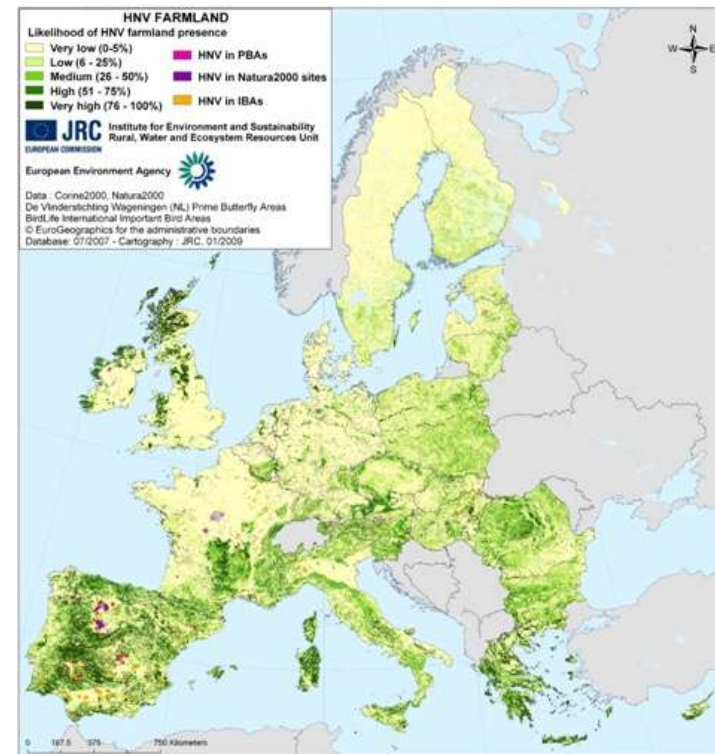 HNV FARMLAND
Likelihood of HNV farmland presence
Very low (0-5%)
Low (6 - 25%)
Medium (26 - 50%)
High (51 - 75%)
Very high (76 - 100%)
HNV in PBAs
HNV in Natura2000 sites
HNV in IBAs
JRC
EUROPEAN COMMISSION
Institute for Environment and Sustainability
Rural, Water and Ecosystem Resources Unit
European Environment Agency
Data : Corine2000, Natura2000
De Vlinderstichting Wageningen (NL) Prime Butterfly Areas
BirdLife International Important Bird Areas
© EuroGeographics for the administrative boundaries
Database: 07/2007 - Cartography : JRC, 01/2009
N
W E
S
0 187.5 375 750 Kilometers